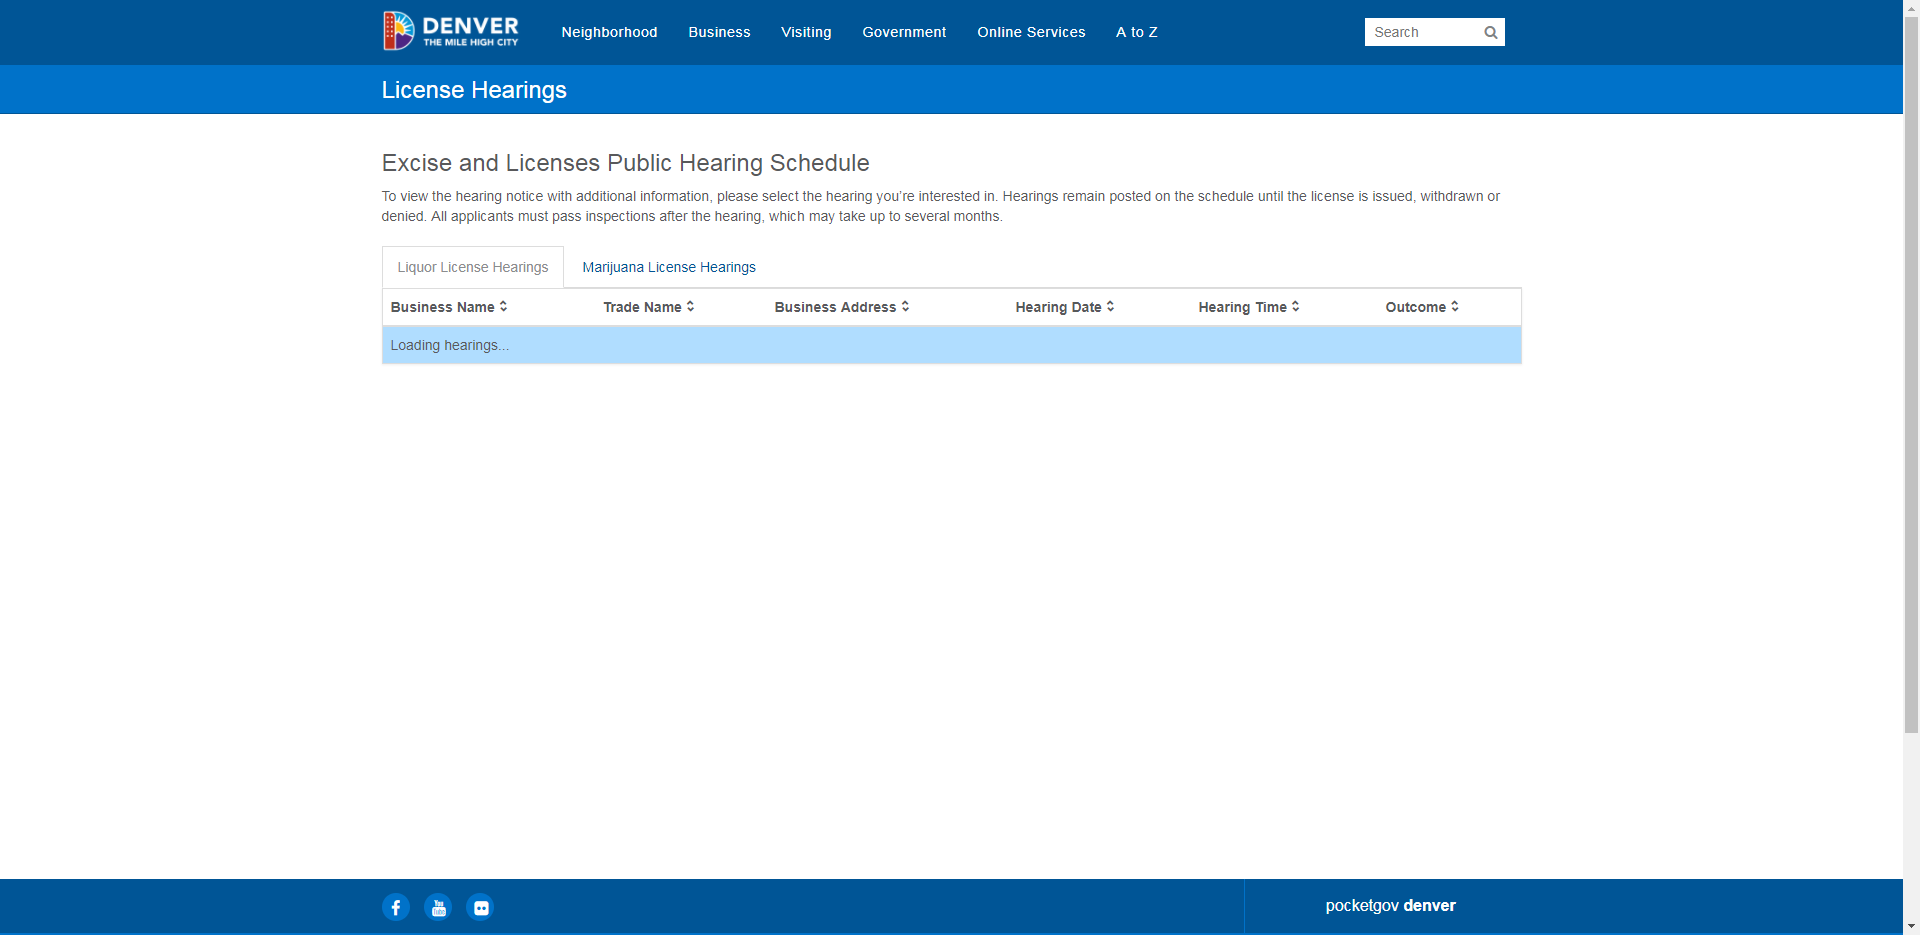 DENVER
THE MILE HIGH CITY
Neighborhood Business Visiting Government Online Services A to Z
Search
License Hearings
Excise and Licenses Public Hearing Schedule
To view the hearing notice with additional information, please select the hearing you're interested in. Hearings remain posted on the schedule until the license is issued, withdrawn or
denied. All applicants must pass inspections after the hearing, which may take up to several months.
Liquor License Hearings Marijuana License Hearings
Business Name Trade Name Business Address Hearing Date Hearing Time Outcome
Loading hearings...
You Tube
pocketgov denver